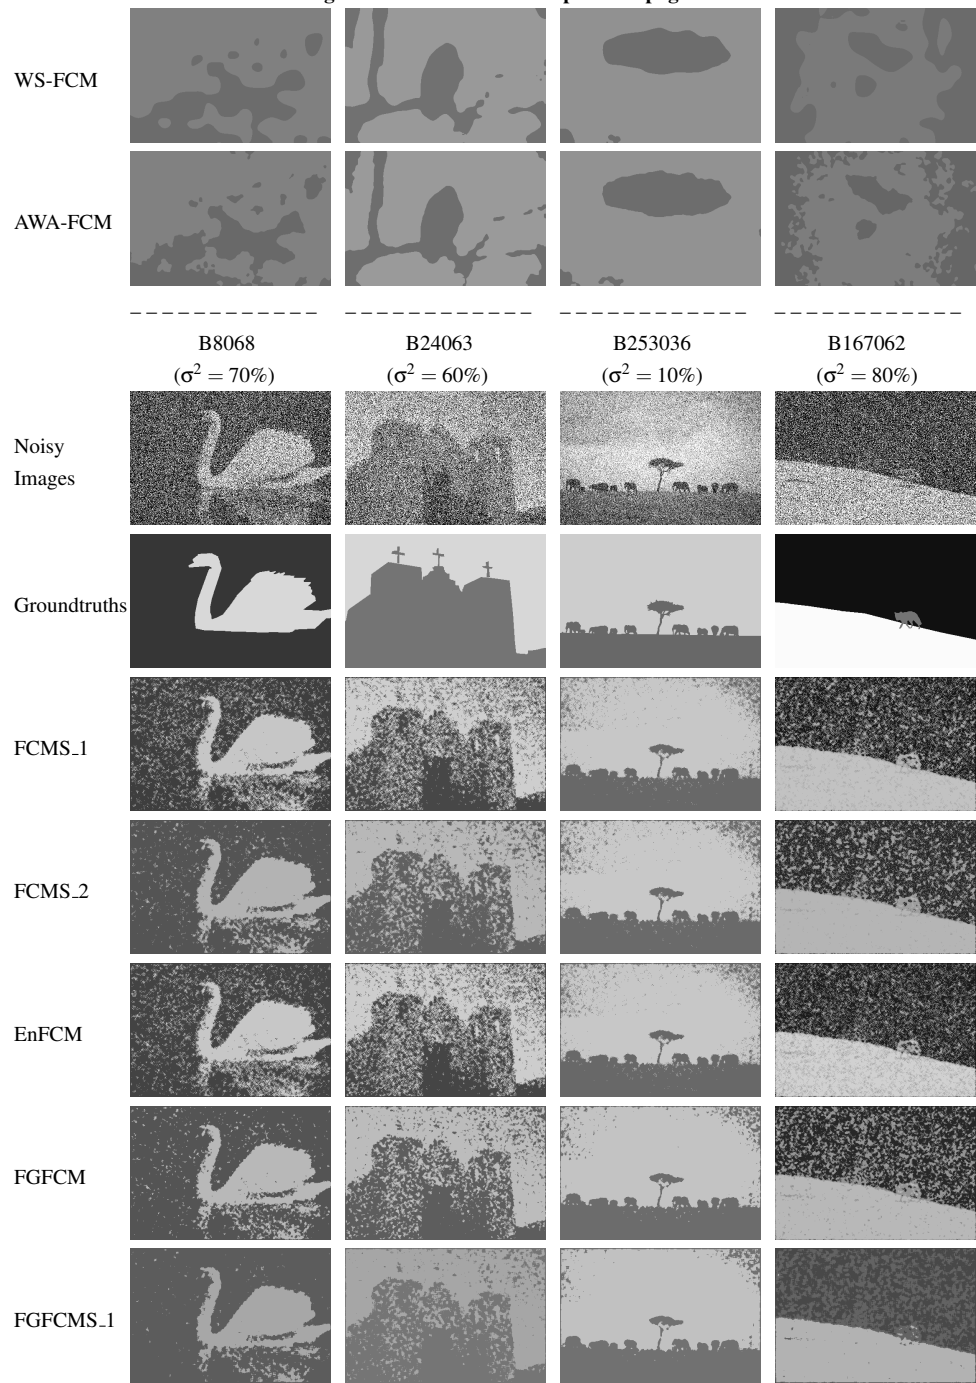 WS-FCM
AWA-FCM
B8068 B24063 B253036 B167062
(σ² = 70%) (σ² = 60%) (σ² = 10%) (σ² = 80%)
Noisy
Images
Groundtruths
FCMS_1
FCMS_2
EnFCM
FGFCM
FGFCMS_1